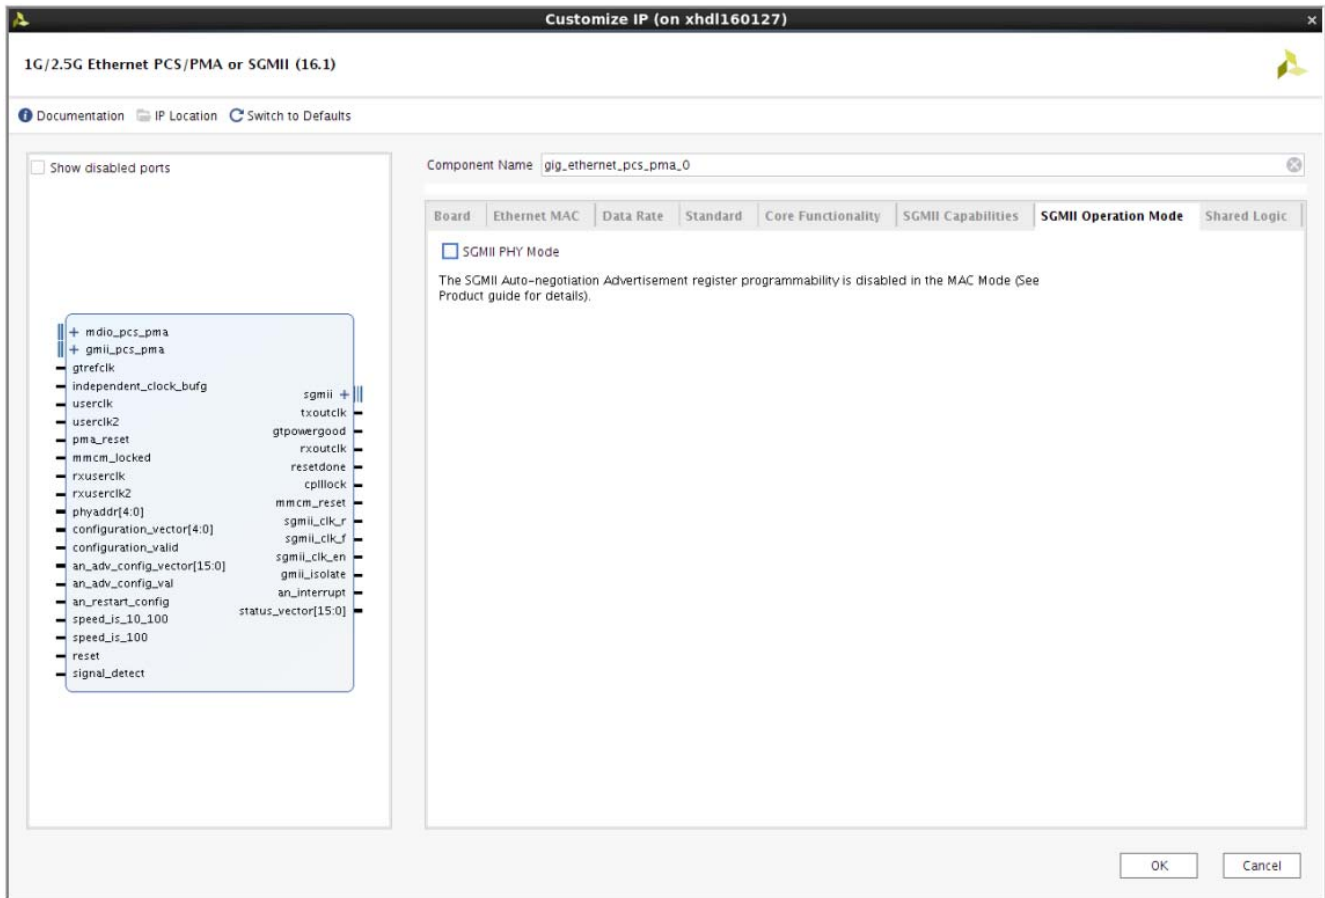 Customize IP (on xhdl160127)
1G/2.5G Ethernet PCS/PMA or SGMII (16.1)
Documentation IP Location Switch to Defaults
Show disabled ports
mdio_pcs_pma
gmii_pcs_pma
gtrefclk
independent_clock_bufg
userclk
userclk2
pma_reset
mmcm_locked
rxuserclk
rxuserclk2
phyaddr[4:0]
configuration_vector[4:0]
configuration_valid
an_adv_config_vector[15:0]
an_adv_config_val
an_restart_config
speed_is_10_100
speed_is_100
reset
signal_detect
sgmii
txoutclk
gtpowergood
rxoutclk
resetdone
cplllock
mmcm_reset
sgmii_clk_r
sgmii_clk_f
sgmii_clk_en
gmii_isolate
an_interrupt
status_vector[15:0]
Component Name gig_ethernet_pcs_pma_0
Board Ethernet MAC Data Rate Standard Core Functionality SGMII Capabilities SGMII Operation Mode Shared Logic
SGMII PHY Mode
The SGMII Auto-negotiation Advertisement register programmability is disabled in the MAC Mode (See
Product guide for details).
OK Cancel